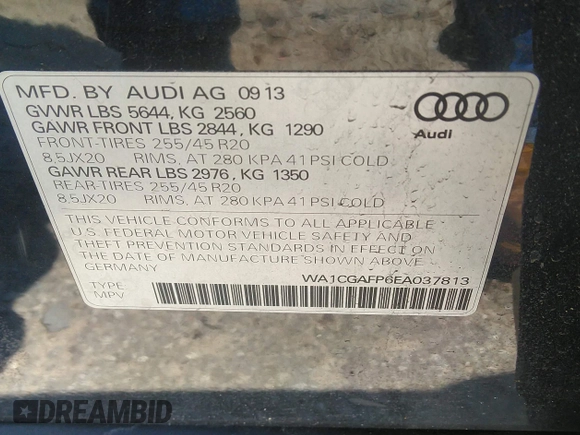 MFD. BY AUDI AG 09 13
GVWR LBS 5644, KG 2560
GAWR FRONT LBS 2844, KG 1290
FRONT-TIRES 255/45 R20
8,5JX20 RIMS, AT 280 KPA 41 PSI COLD
GAWR REAR LBS 2976, KG 1350
REAR-TIRES 255/45 R20
8,5JX20 RIMS, AT 280 KPA 41 PSI COLD
THIS VEHICLE CONFORMS TO ALL APPLICABLE
U.S. FEDERAL MOTOR VEHICLE SAFETY AND
THEFT PREVENTION STANDARDS IN EFFECT ON
THE DATE OF MANUFACTURE SHOWN ABOVE.
GERMANY
WA1CGAFP6EA037813
TYPE:
MPV
Audi
DREAMBID